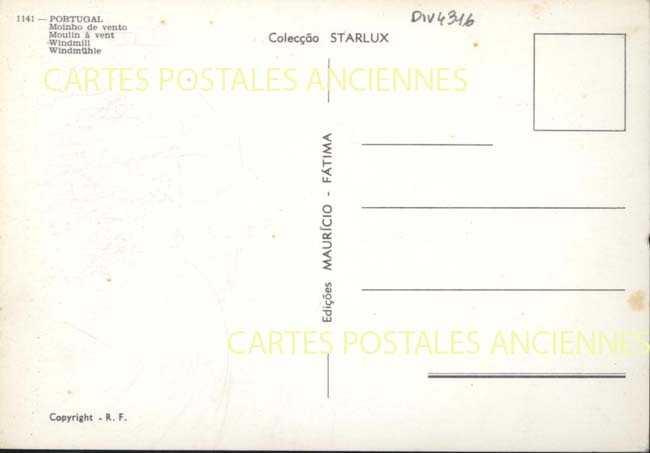 1141 — PORTUGAL
Moinho de vento
Moulin à vent
Windmill
Windmühle
Colecção STARLUX
Div4316
CARTES POSTALES ANCIENNES
Edições MAURÍCIO - FÁTIMA
CARTES POSTALES ANCIENNES
Copyright - R. F.